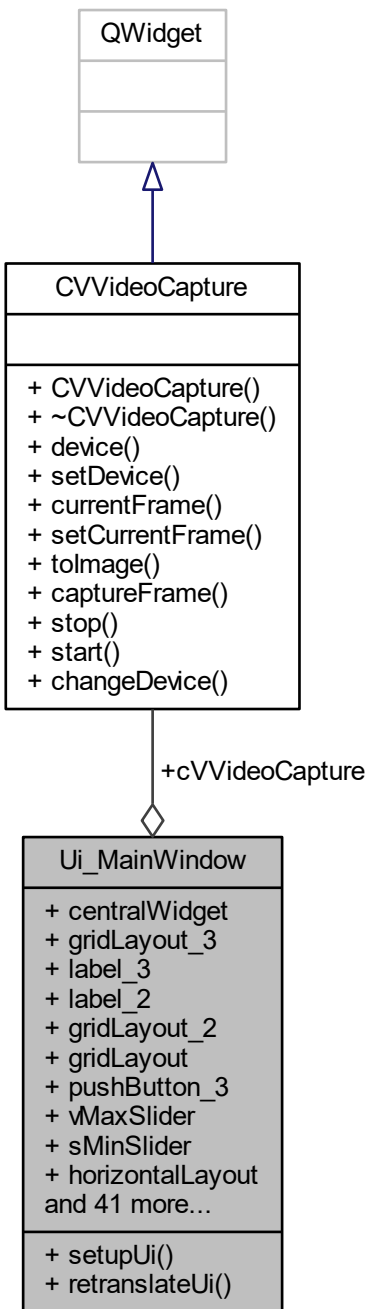 QWidget
CVVideoCapture
+ CVVideoCapture()
+ ~CVVideoCapture()
+ device()
+ setDevice()
+ currentFrame()
+ setCurrentFrame()
+ toImage()
+ captureFrame()
+ stop()
+ start()
+ changeDevice()
+cVVideoCapture
Ui_MainWindow
+ centralWidget
+ gridLayout_3
+ label_3
+ label_2
+ gridLayout_2
+ gridLayout
+ pushButton_3
+ vMaxSlider
+ sMinSlider
+ horizontalLayout
and 41 more...
+ setupUi()
+ retranslateUi()